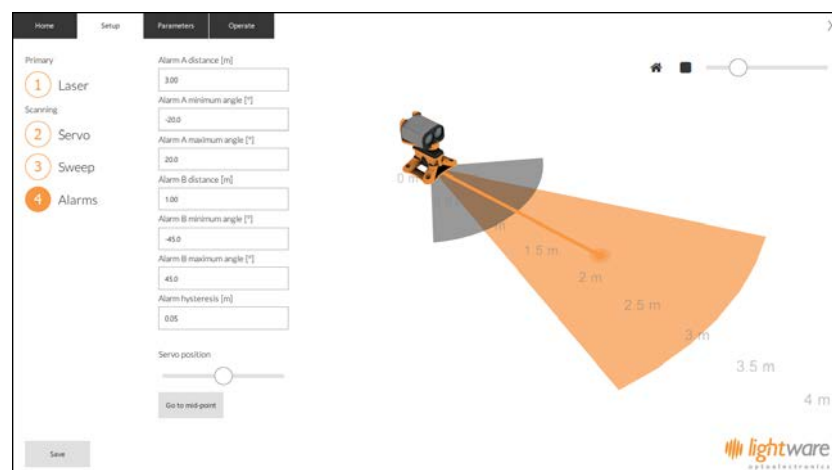 Home Setup Parameters Operate
X
Primary
1 Laser
Scanning
2 Servo
3 Sweep
4 Alarms
Alarm A distance [m]
3.00
Alarm A minimum angle [°]
-20.0
Alarm A maximum angle [°]
20.0
Alarm B distance [m]
1.00
Alarm B minimum angle [°]
-45.0
Alarm B maximum angle [°]
45.0
Alarm hysteresis [m]
0.05
Servo position
Go to mid-point
Save
0 m
1.5 m
2 m
2.5 m
3 m
3.5 m
4 m
lightware
optoelectronics